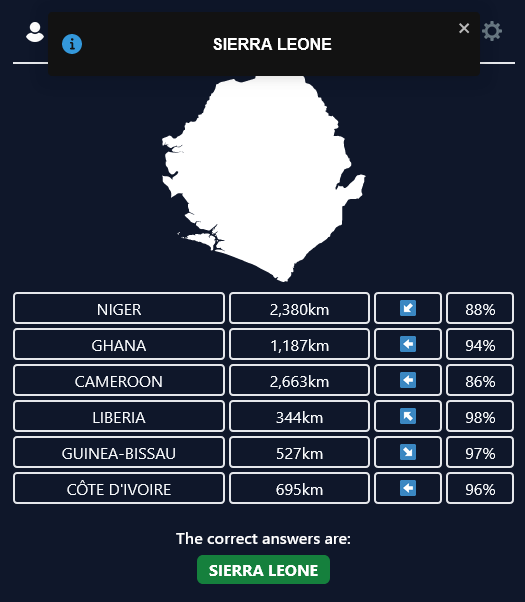 SIERRA LEONE
NIGER 2,380km ↙ 88%
GHANA 1,187km ← 94%
CAMEROON 2,663km ← 86%
LIBERIA 344km ↖ 98%
GUINEA-BISSAU 527km ↘ 97%
CÔTE D'IVOIRE 695km ← 96%
The correct answers are:
SIERRA LEONE